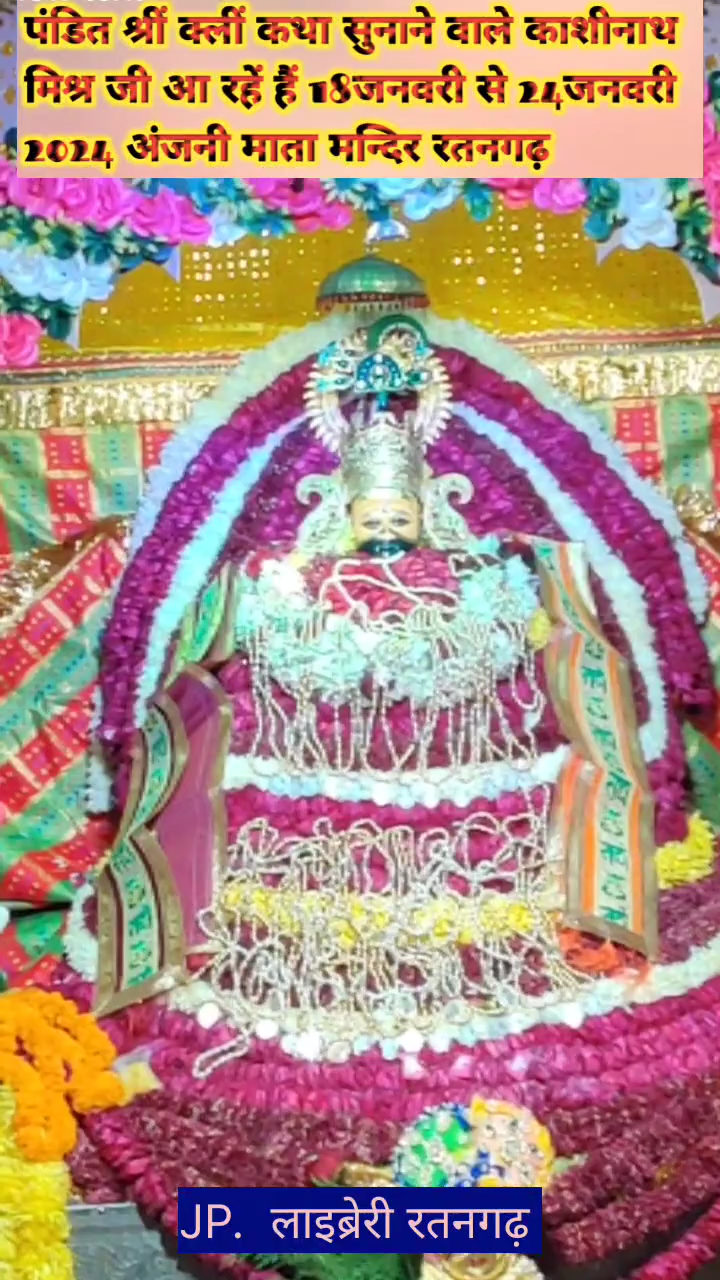 पंडित श्रीं क्लीं कथा सुनाने वाले काशीनाथ
मिश्र जी आ रहें हैं 18जनवरी से 24जनवरी
2024 अंजनी माता मन्दिर रतनगढ़
JP. लाइब्रेरी रतनगढ़